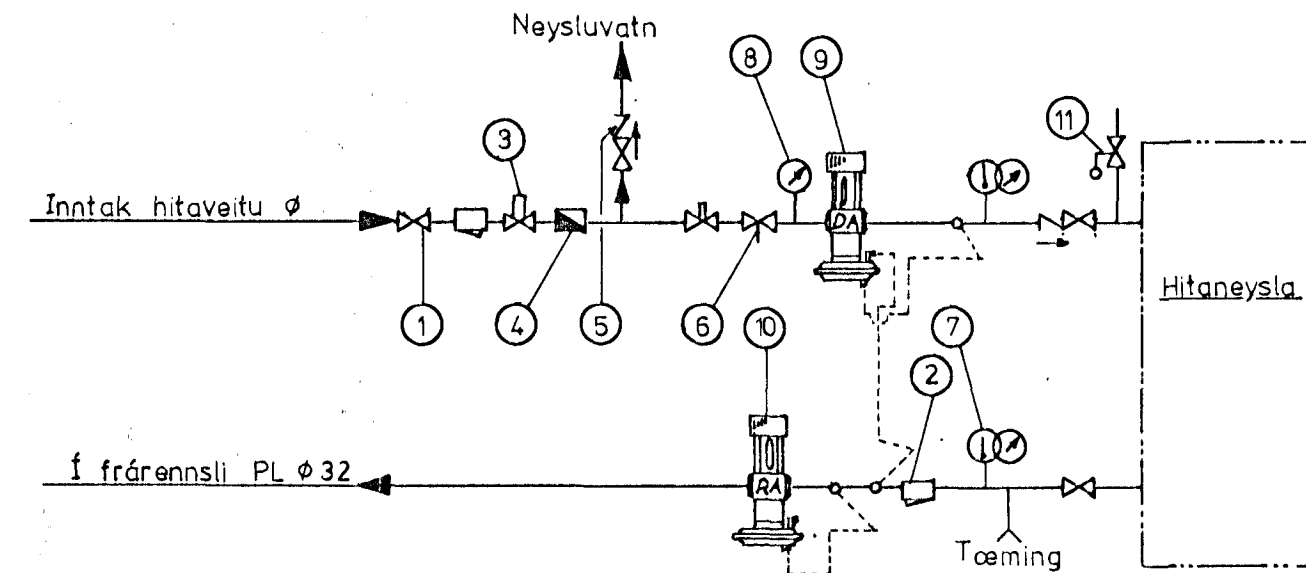 Neysluvatn
8
9
3
11
Inntak hitaveitu φ
DA
Hitaneysla
1
4
5
6
10
7
2
Í frárennsli PL φ 32
RA
Tæming